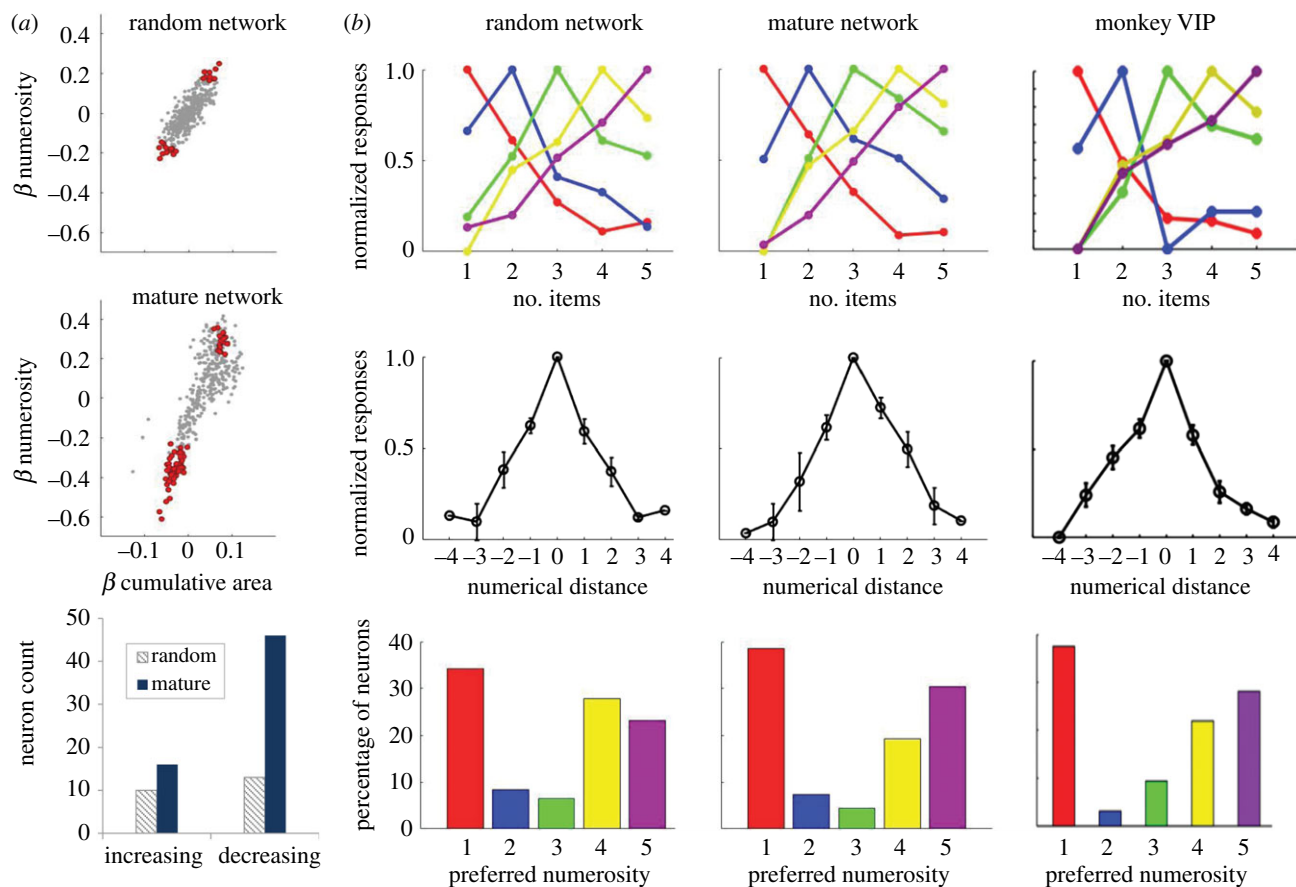 (a) random network
0.4
0.2
0
–0.2
–0.4
–0.6
β numerosity
mature network
0.4
0.2
0
–0.2
–0.4
–0.6
β numerosity
–0.1 0 0.1
β cumulative area
50
40
30
20
10
0
neuron count
random
mature
increasing decreasing
(b) random network mature network monkey VIP
1.0
0.5
0
normalized responses
1 2 3 4 5 1 2 3 4 5 1 2 3 4 5
no. items no. items no. items
1.0
0.5
0
normalized responses
–4 –3 –2 –1 0 1 2 3 4 –4 –3 –2 –1 0 1 2 3 4 –4 –3 –2 –1 0 1 2 3 4
numerical distance numerical distance numerical distance
40
30
20
10
0
percentage of neurons
1 2 3 4 5 1 2 3 4 5 1 2 3 4 5
preferred numerosity preferred numerosity preferred numerosity